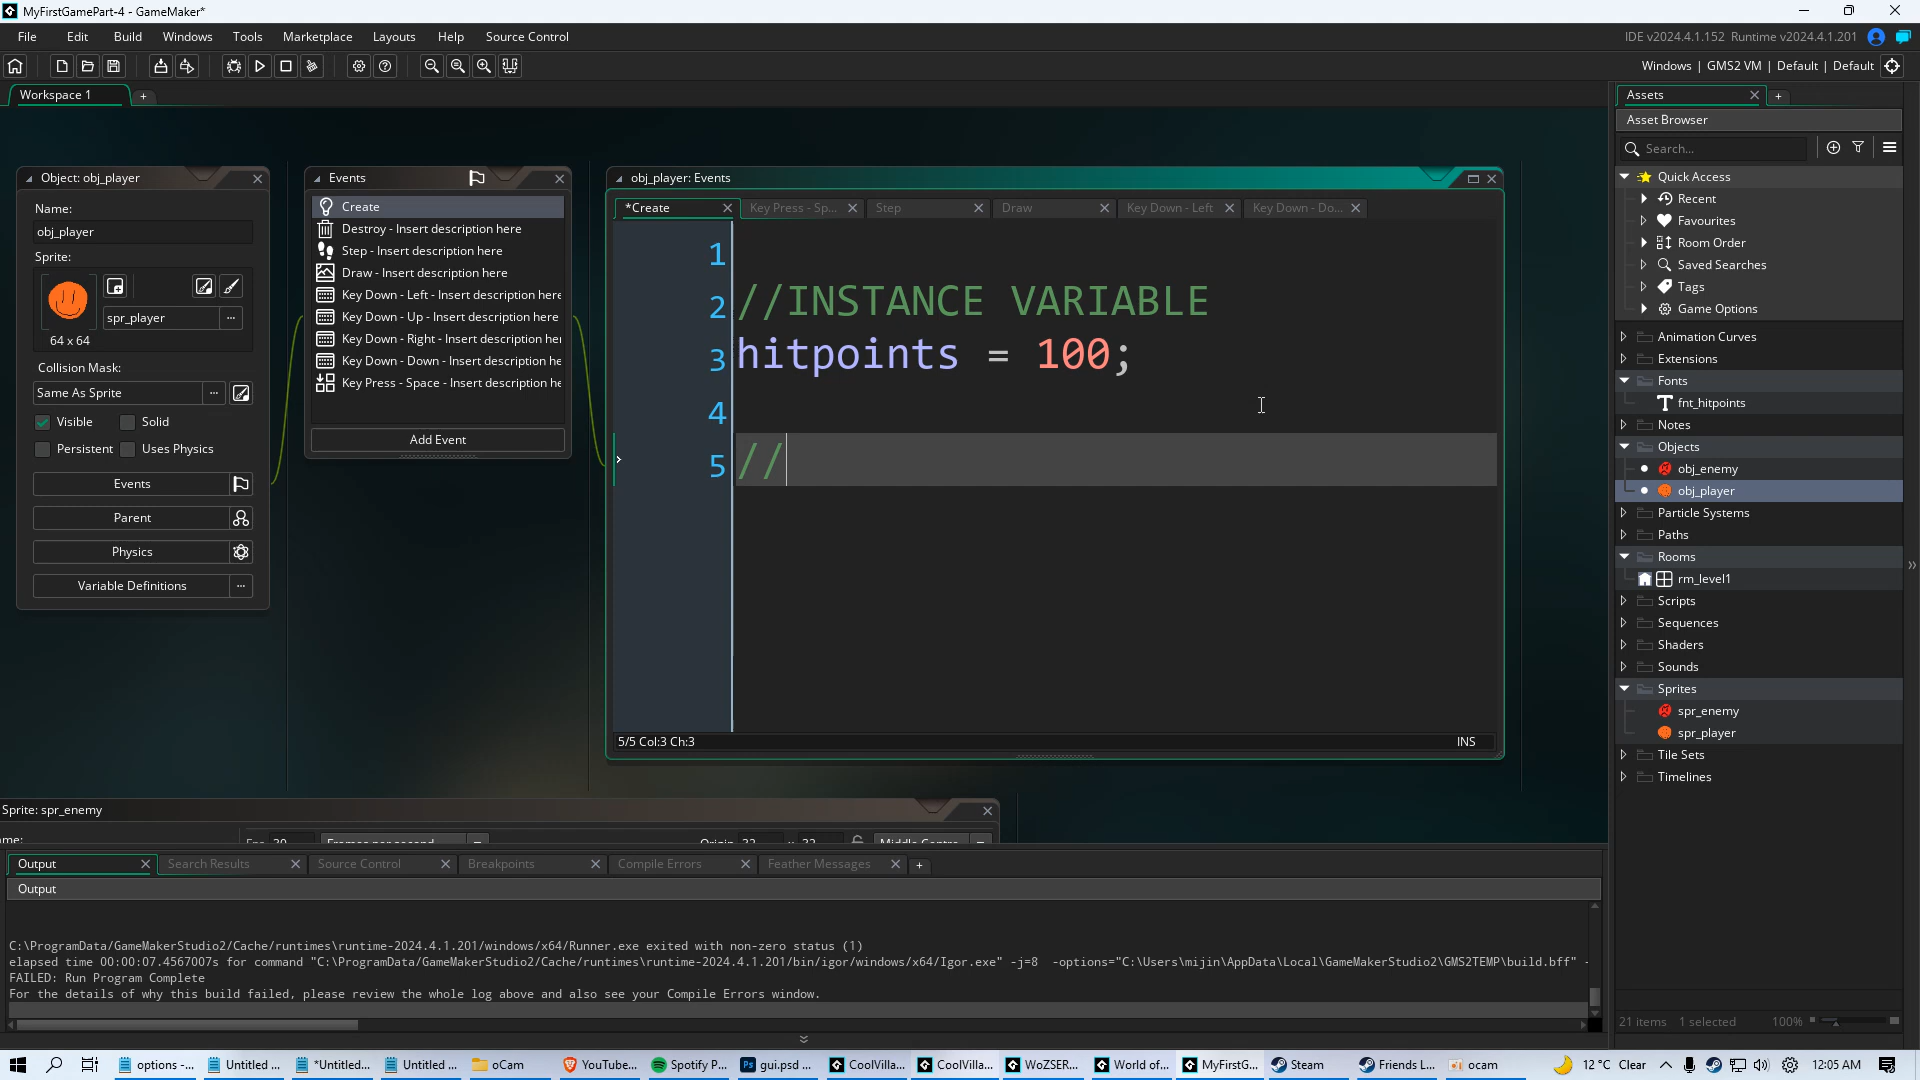 MyFirstGamePart-4 - GameMaker*
File Edit Build Windows Tools Marketplace Layouts Help Source Control
IDE v2024.4.1.152 Runtime v2024.4.1.201
Windows | GMS2 VM | Default | Default
Workspace 1
Object: obj_player
Name:
obj_player
Sprite:
spr_player
64 x 64
Collision Mask:
Same As Sprite
Visible Solid
Persistent Uses Physics
Events
Parent
Physics
Variable Definitions
Events
Create
Destroy - Insert description here
Step - Insert description here
Draw - Insert description here
Key Down - Left - Insert description here
Key Down - Up - Insert description here
Key Down - Right - Insert description her
Key Down - Down - Insert description he
Key Press - Space - Insert description he
Add Event
obj_player: Events
*Create Key Press - Sp... Step Draw Key Down - Left Key Down - Do...
1
2 //INSTANCE VARIABLE
3 hitpoints = 100;
4
5 //
5/5 Col:3 Ch:3 INS
Assets
Asset Browser
Search...
Quick Access
Recent
Favourites
Room Order
Saved Searches
Tags
Game Options
Animation Curves
Extensions
Fonts
fnt_hitpoints
Notes
Objects
obj_enemy
obj_player
Particle Systems
Paths
Rooms
rm_level1
Scripts
Sequences
Shaders
Sounds
Sprites
spr_enemy
spr_player
Tile Sets
Timelines
21 items 1 selected 100%
Sprite: spr_enemy
Output Search Results Source Control Breakpoints Compile Errors Feather Messages
Output
C:\ProgramData/GameMakerStudio2/Cache/runtimes\runtime-2024.4.1.201/windows/x64/Runner.exe exited with non-zero status (1)
elapsed time 00:00:07.4567007s for command "C:\ProgramData/GameMakerStudio2/Cache/runtimes\runtime-2024.4.1.201/bin/igor/windows/x64/Igor.exe" -j=8 -options="C:\Users\mijin\AppData\Local\GameMakerStudio2\GMS2TEMP\build.bff" -
FAILED: Run Program Complete
For the details of why this build failed, please review the whole log above and also see your Compile Errors window.
options -... Untitled ... *Untitled... Untitled ... oCam YouTube... Spotify P... gui.psd ... CoolVilla... CoolVilla... WoZSER... World of... MyFirstG... Steam Friends L... ocam 12 °C Clear 12:05 AM